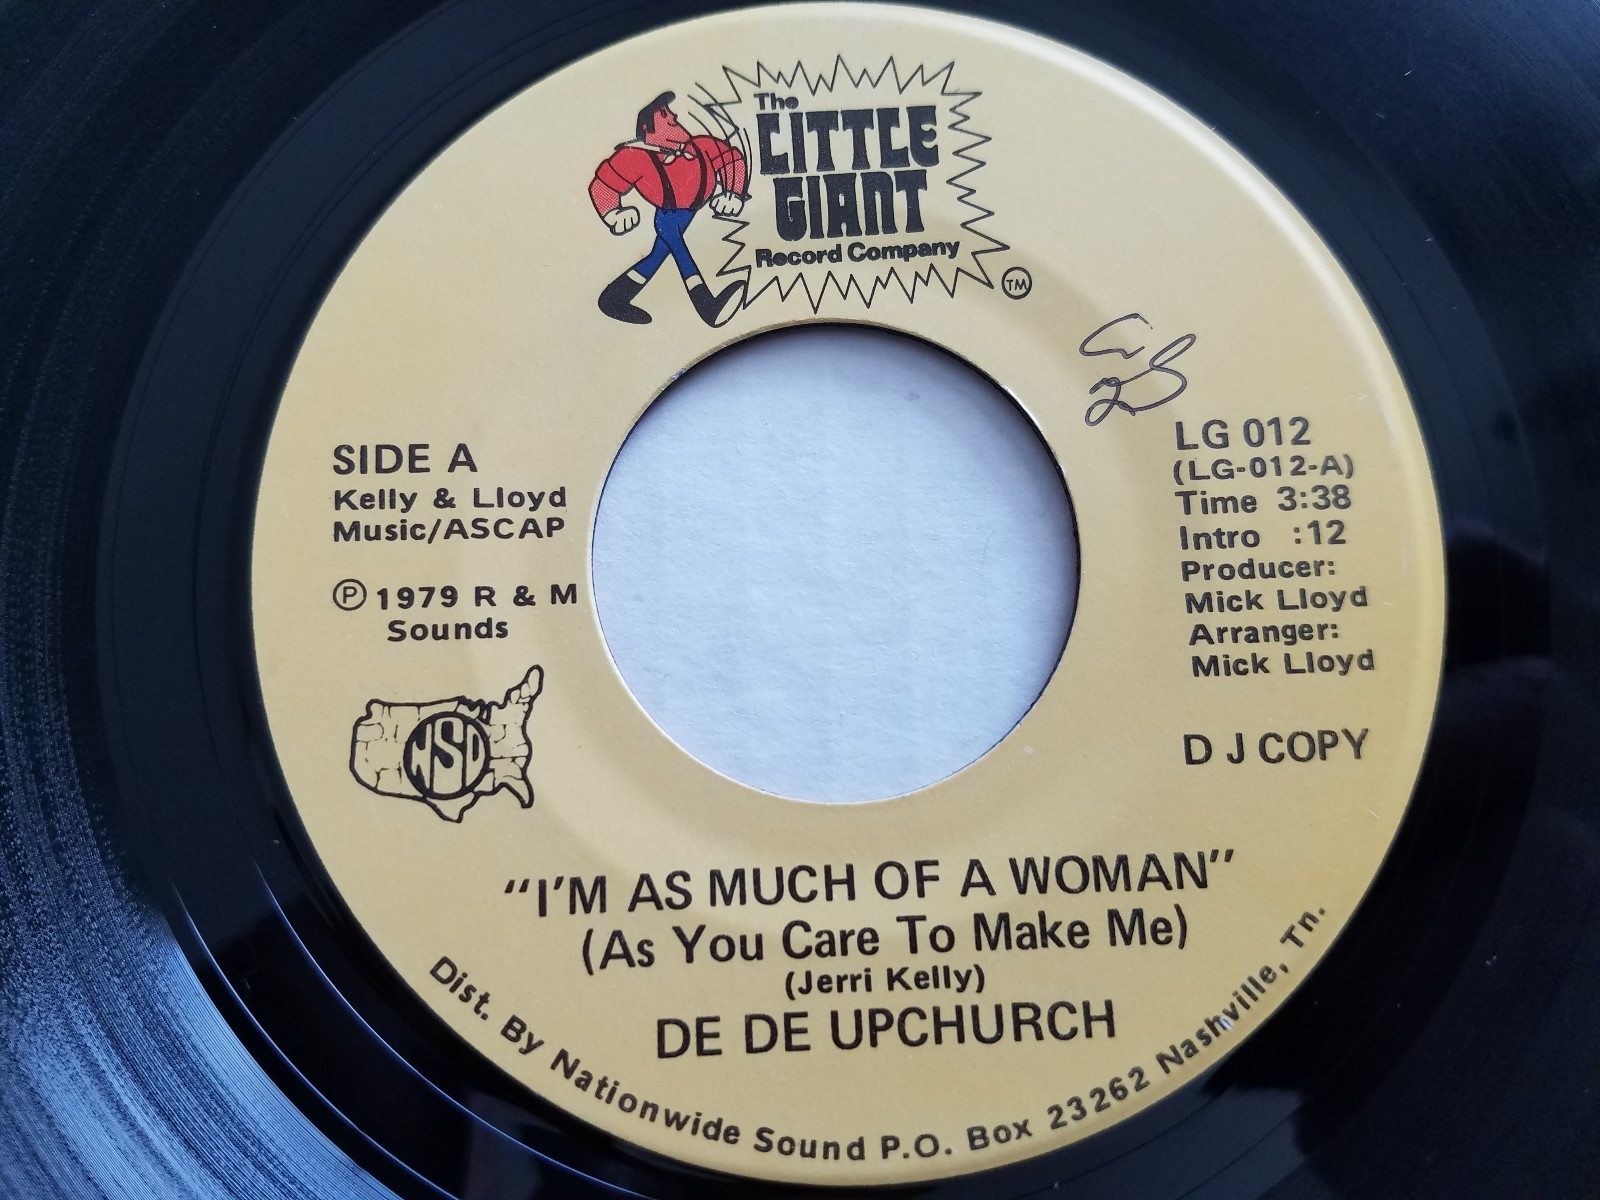 The
LITTLE
GIANT
Record Company
TM
SIDE A
Kelly & Lloyd
Music/ASCAP
Ⓟ 1979 R & M
Sounds
NSD
LG 012
(LG-012-A)
Time 3:38
Intro :12
Producer:
Mick Lloyd
Arranger:
Mick Lloyd
D J COPY
“I’M AS MUCH OF A WOMAN”
(As You Care To Make Me)
(Jerri Kelly)
DE DE UPCHURCH
Dist. By Nationwide Sound P.O. Box 23262 Nashville, Tn.